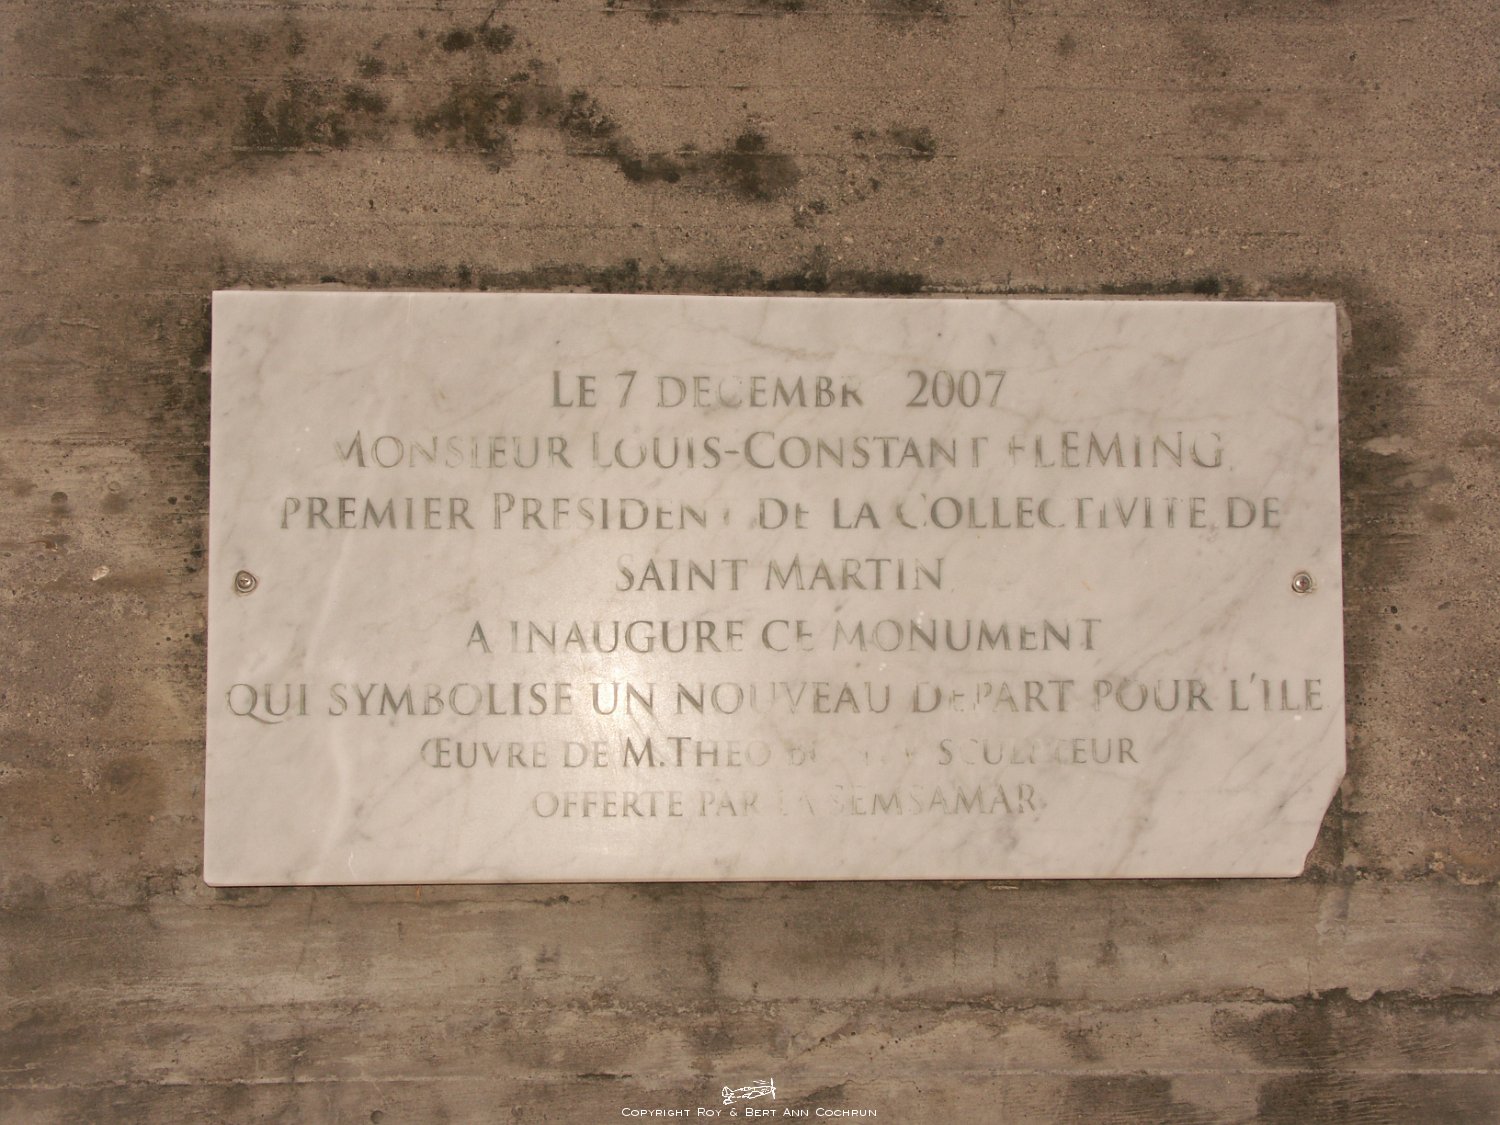 LE 7 DECEMBR 2007
MONSIEUR LOUIS-CONSTANT FLEMING
PREMIER PRESIDENT DE LA COLLECTIVITE DE
SAINT MARTIN
A INAUGURE CE MONUMENT
QUI SYMBOLISE UN NOUVEAU DEPART POUR L'ILE
ŒUVRE DE M.THEO SCULPTEUR
OFFERTE PAR LA SEMSAMAR
COPYRIGHT ROY & BERT ANN COCHRUN